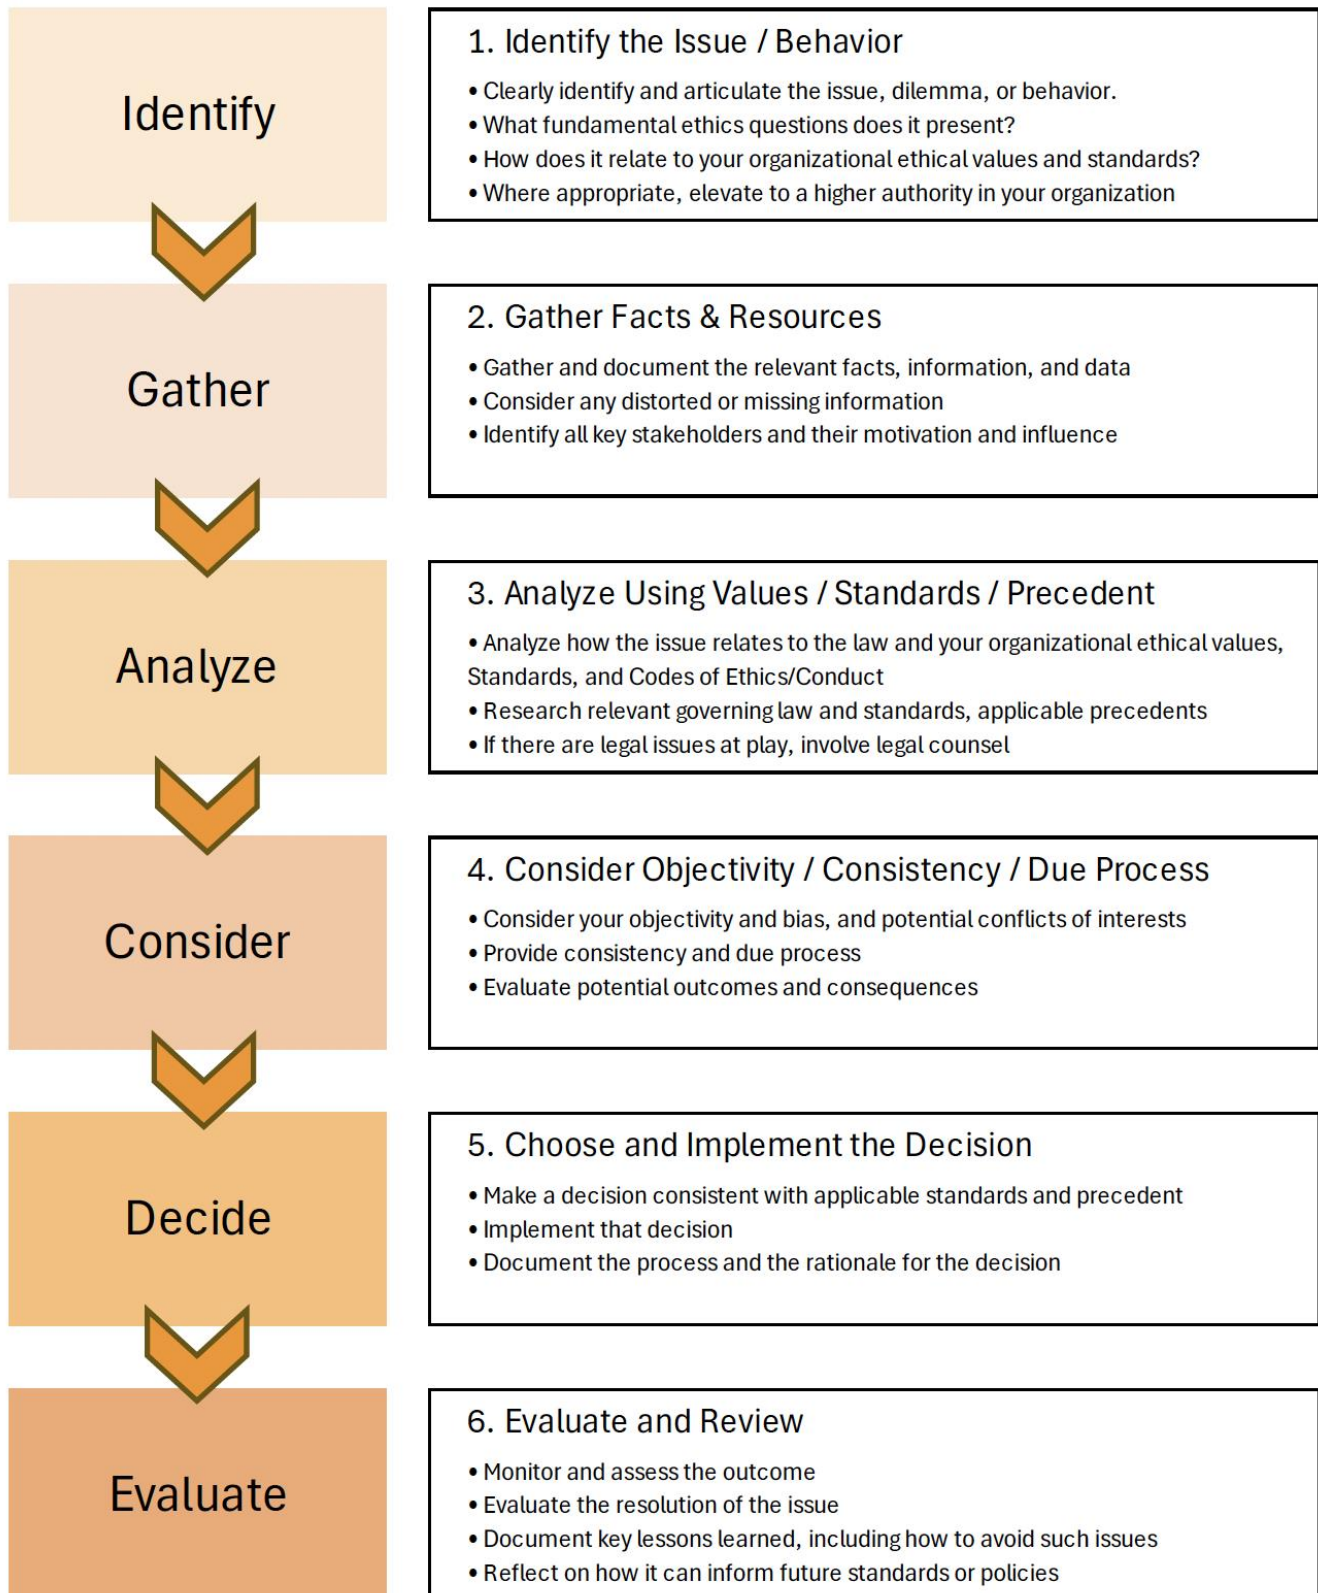 Identify
1. Identify the Issue / Behavior
• Clearly identify and articulate the issue, dilemma, or behavior.
• What fundamental ethics questions does it present?
• How does it relate to your organizational ethical values and standards?
• Where appropriate, elevate to a higher authority in your organization
Gather
2. Gather Facts & Resources
• Gather and document the relevant facts, information, and data
• Consider any distorted or missing information
• Identify all key stakeholders and their motivation and influence
Analyze
3. Analyze Using Values / Standards / Precedent
• Analyze how the issue relates to the law and your organizational ethical values,
Standards, and Codes of Ethics/Conduct
• Research relevant governing law and standards, applicable precedents
• If there are legal issues at play, involve legal counsel
Consider
4. Consider Objectivity / Consistency / Due Process
• Consider your objectivity and bias, and potential conflicts of interests
• Provide consistency and due process
• Evaluate potential outcomes and consequences
Decide
5. Choose and Implement the Decision
• Make a decision consistent with applicable standards and precedent
• Implement that decision
• Document the process and the rationale for the decision
Evaluate
6. Evaluate and Review
• Monitor and assess the outcome
• Evaluate the resolution of the issue
• Document key lessons learned, including how to avoid such issues
• Reflect on how it can inform future standards or policies